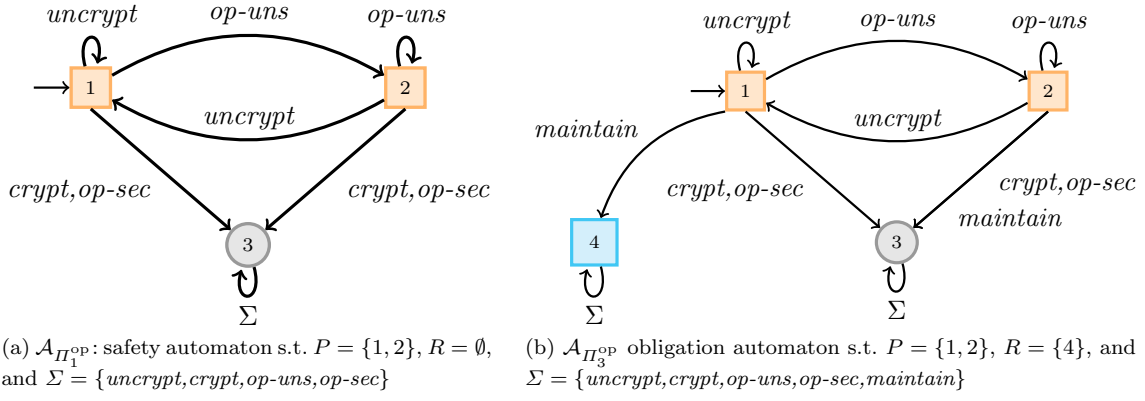 uncrypt
op-uns
op-uns
1
2
uncrypt
crypt,op-sec
crypt,op-sec
3
Σ
(a) 𝒜_{Π_1^{op}}: safety automaton s.t. P = {1, 2}, R = ∅,
and Σ = {uncrypt,crypt,op-uns,op-sec}
uncrypt
op-uns
op-uns
1
2
uncrypt
maintain
crypt,op-sec
crypt,op-sec
maintain
4
3
Σ
Σ
(b) 𝒜_{Π_3^{op}} obligation automaton s.t. P = {1, 2}, R = {4}, and
Σ = {uncrypt,crypt,op-uns,op-sec,maintain}